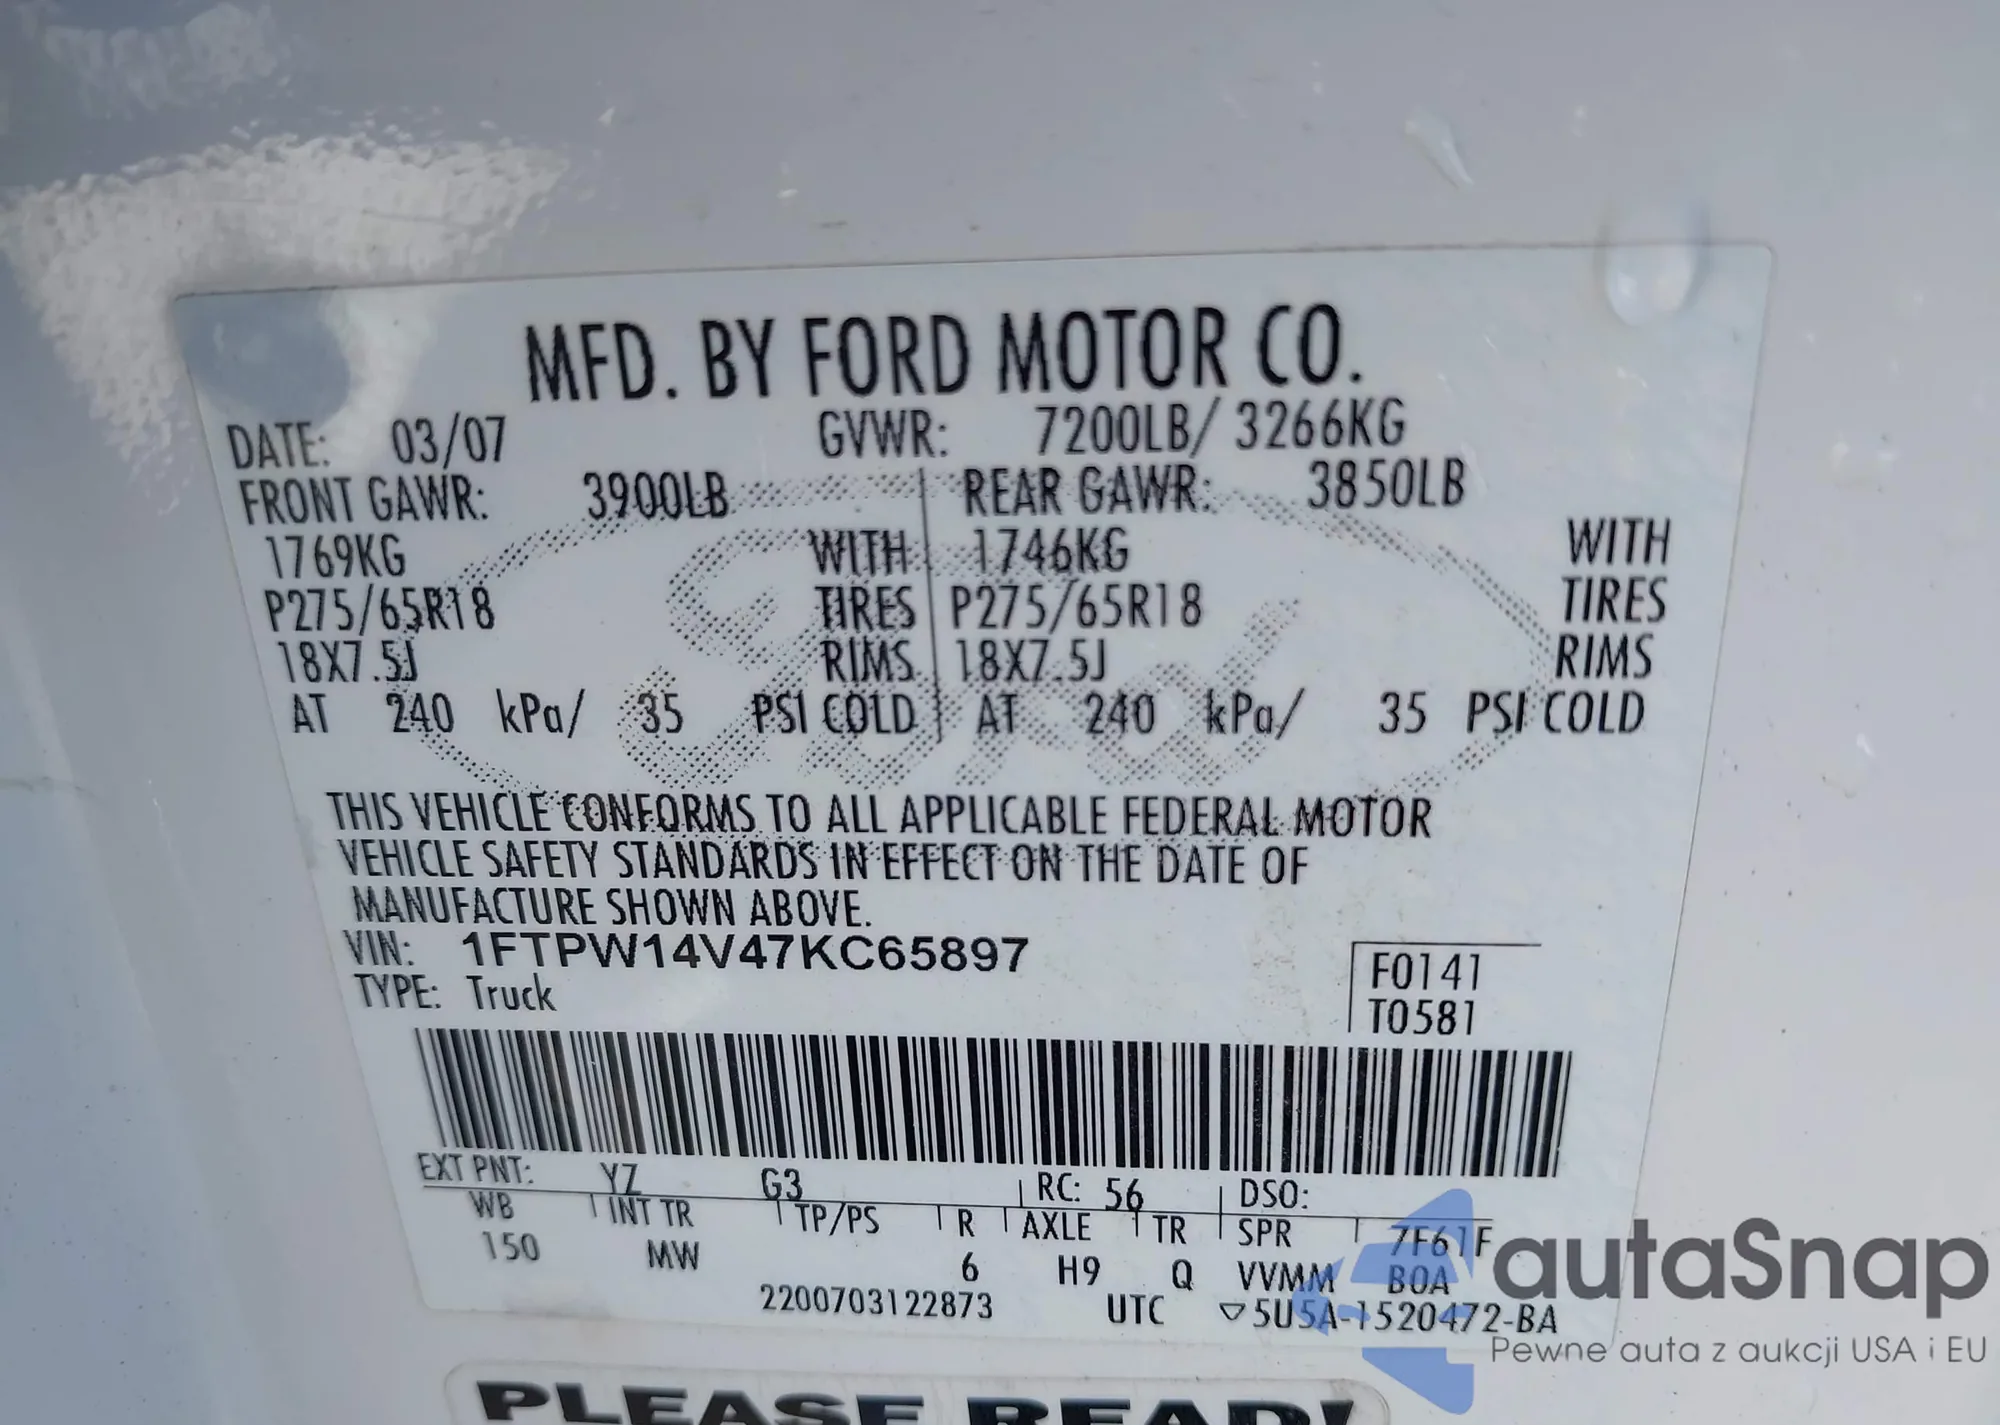 MFD. BY FORD MOTOR CO.
DATE: 03/07 GVWR: 7200LB/ 3266KG
FRONT GAWR: 3900LB REAR GAWR: 3850LB
1769KG WITH 1746KG WITH
P275/65R18 TIRES P275/65R18 TIRES
18X7.5J RIMS 18X7.5J RIMS
AT 240 kPa/ 35 PSI COLD AT 240 kPa/ 35 PSI COLD
Ford
THIS VEHICLE CONFORMS TO ALL APPLICABLE FEDERAL MOTOR
VEHICLE SAFETY STANDARDS IN EFFECT ON THE DATE OF
MANUFACTURE SHOWN ABOVE.
VIN: 1FTPW14V47KC65897
TYPE: Truck
F0141
T0581
EXT PNT: YZ G3 RC: 56 DSO:
WB INT TR TP/PS R AXLE TR SPR 7F61F
150 MW 6 H9 Q VVMM BOA
2200703122873 UTC ▽5U5A-1520472-BA
PLEASE READ!
autaSnap
Pewne auta z aukcji USA i EU